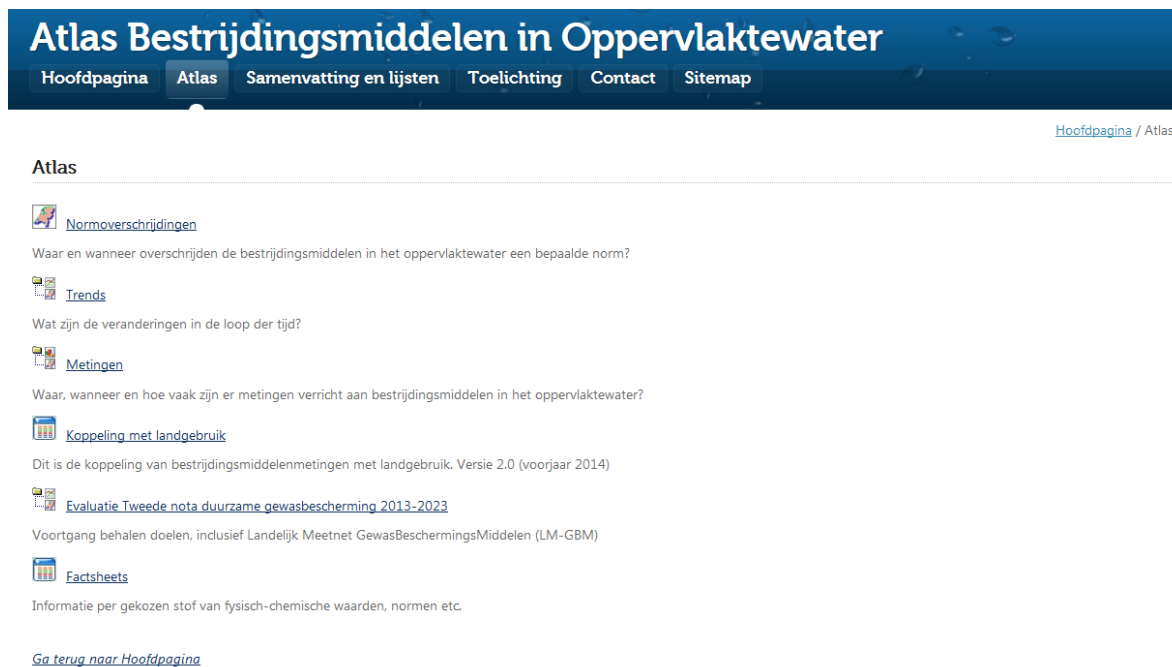 Atlas Bestrijdingsmiddelen in Oppervlaktewater
Hoofdpagina Atlas Samenvatting en lijsten Toelichting Contact Sitemap
Hoofdpagina / Atlas
Atlas
Normoverschrijdingen
Waar en wanneer overschrijden de bestrijdingsmiddelen in het oppervlaktewater een bepaalde norm?
Trends
Wat zijn de veranderingen in de loop der tijd?
Metingen
Waar, wanneer en hoe vaak zijn er metingen verricht aan bestrijdingsmiddelen in het oppervlaktewater?
Koppeling met landgebruik
Dit is de koppeling van bestrijdingsmiddelenmetingen met landgebruik. Versie 2.0 (voorjaar 2014)
Evaluatie Tweede nota duurzame gewasbescherming 2013-2023
Voortgang behalen doelen, inclusief Landelijk Meetnet GewasBeschermingsMiddelen (LM-GBM)
Factsheets
Informatie per gekozen stof van fysisch-chemische waarden, normen etc.
Ga terug naar Hoofdpagina